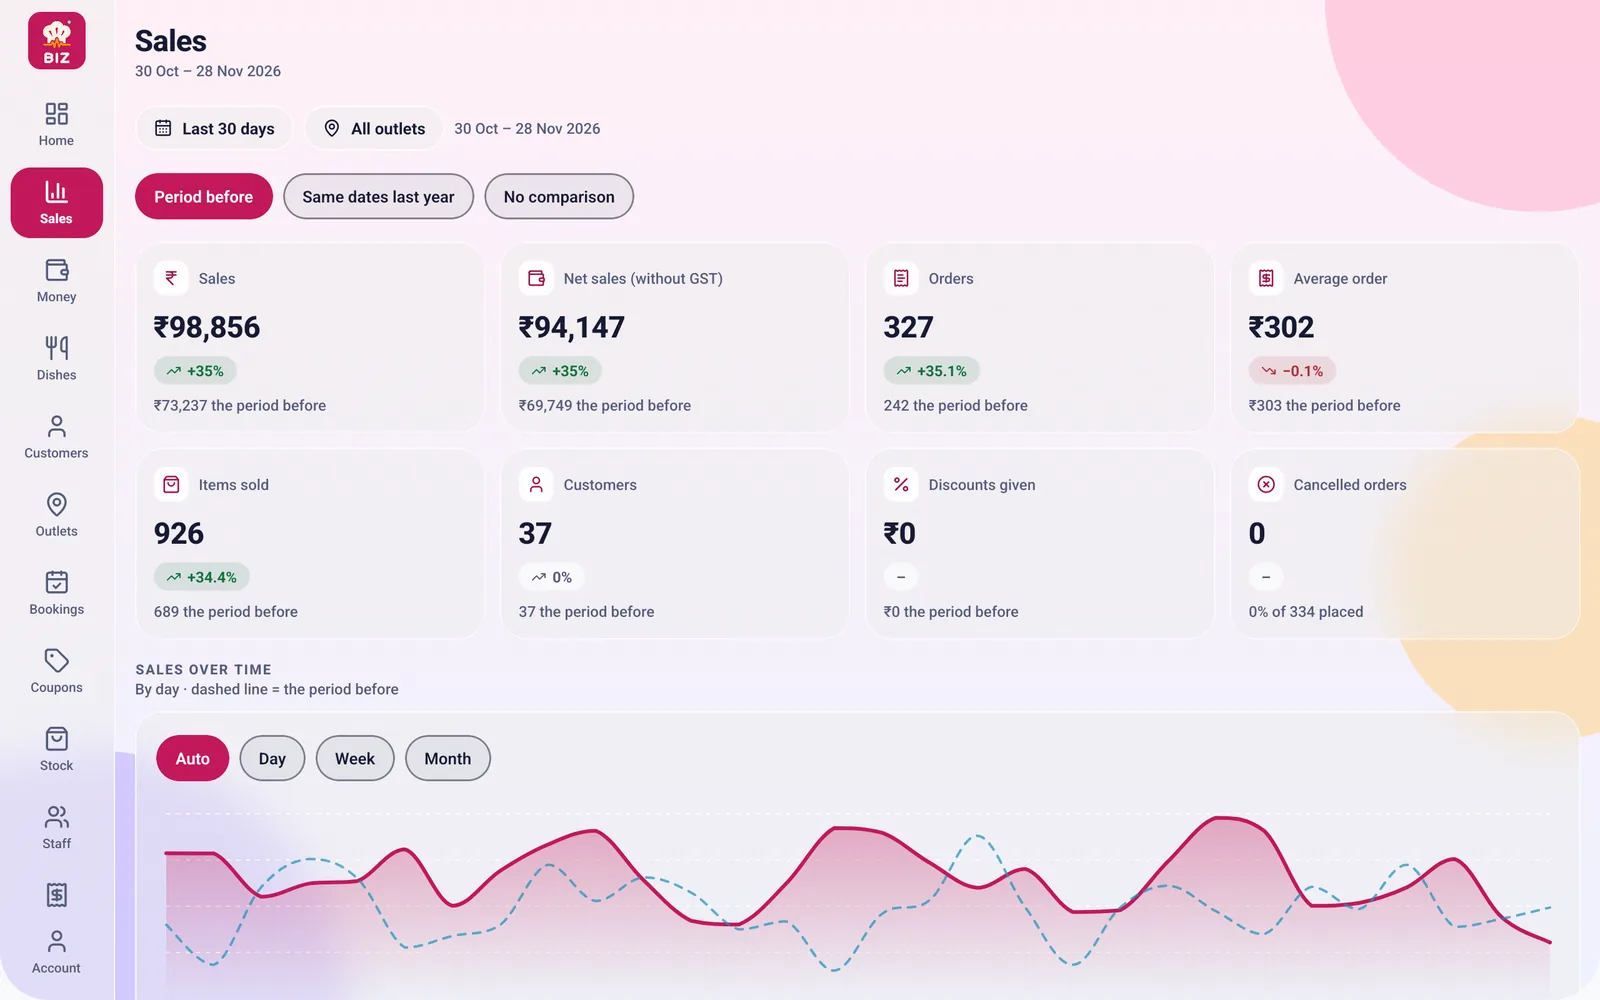 BIZ
Home
Sales
Money
Dishes
Customers
Outlets
Bookings
Coupons
Stock
Staff
Account
Sales
30 Oct – 28 Nov 2026
Last 30 days
All outlets
30 Oct – 28 Nov 2026
Period before
Same dates last year
No comparison
Sales
₹98,856
+35%
₹73,237 the period before
Net sales (without GST)
₹94,147
+35%
₹69,749 the period before
Orders
327
+35.1%
242 the period before
Average order
₹302
−0.1%
₹303 the period before
Items sold
926
+34.4%
689 the period before
Customers
37
0%
37 the period before
Discounts given
₹0
–
₹0 the period before
Cancelled orders
0
–
0% of 334 placed
SALES OVER TIME
By day · dashed line = the period before
Auto
Day
Week
Month